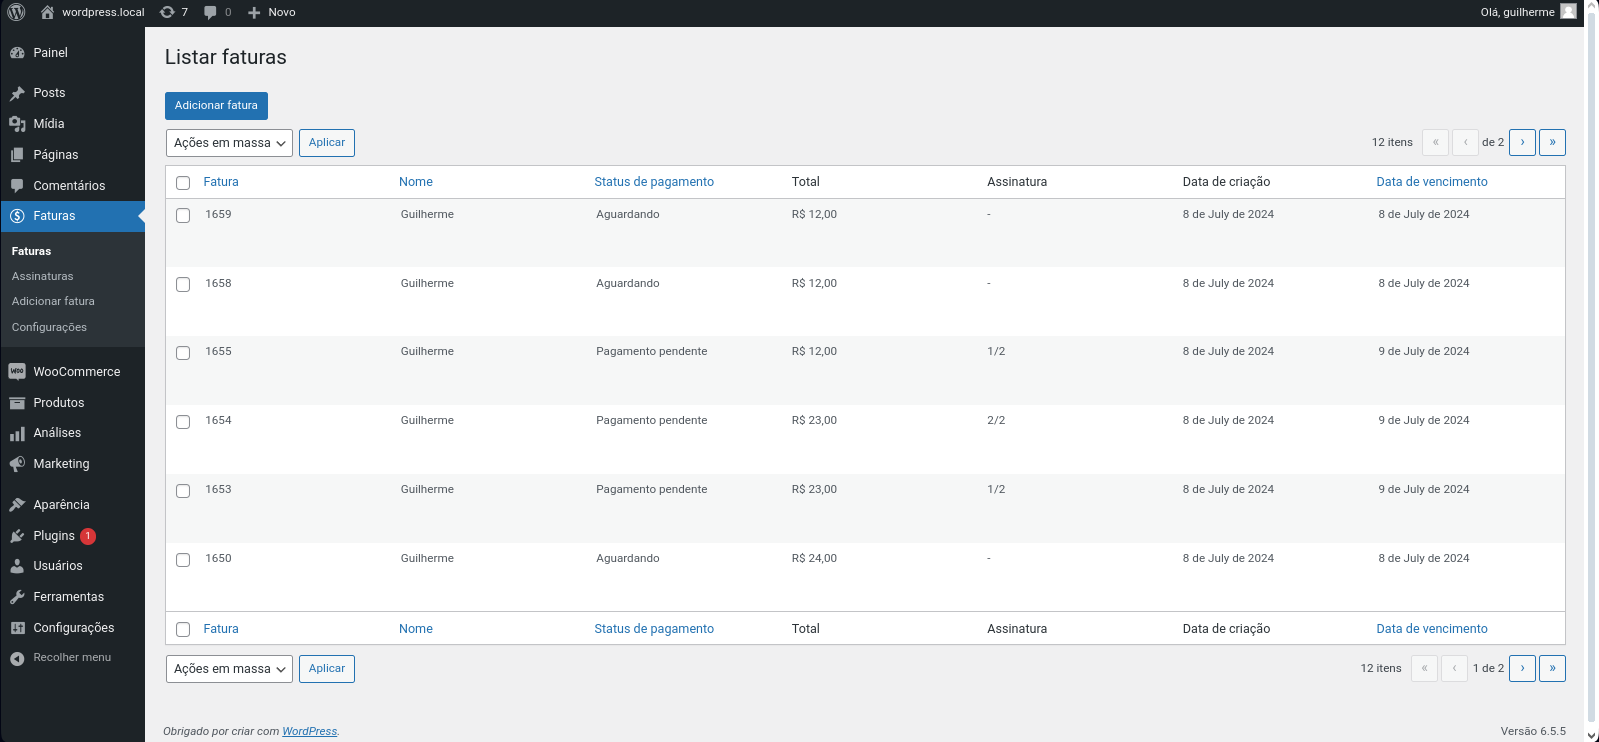 wordpress.local 7 0 Novo Olá, guilherme
Painel
Posts
Mídia
Páginas
Comentários
Faturas
Faturas
Assinaturas
Adicionar fatura
Configurações
WooCommerce
Produtos
Análises
Marketing
Aparência
Plugins 1
Usuários
Ferramentas
Configurações
Recolher menu
Listar faturas
Adicionar fatura
Ações em massa Aplicar 12 itens « ‹ de 2 › »
Fatura Nome Status de pagamento Total Assinatura Data de criação Data de vencimento
1659 Guilherme Aguardando R$ 12,00 - 8 de July de 2024 8 de July de 2024
1658 Guilherme Aguardando R$ 12,00 - 8 de July de 2024 8 de July de 2024
1655 Guilherme Pagamento pendente R$ 12,00 1/2 8 de July de 2024 9 de July de 2024
1654 Guilherme Pagamento pendente R$ 23,00 2/2 8 de July de 2024 9 de July de 2024
1653 Guilherme Pagamento pendente R$ 23,00 1/2 8 de July de 2024 9 de July de 2024
1650 Guilherme Aguardando R$ 24,00 - 8 de July de 2024 8 de July de 2024
Fatura Nome Status de pagamento Total Assinatura Data de criação Data de vencimento
Ações em massa Aplicar 12 itens « ‹ 1 de 2 › »
Obrigado por criar com WordPress. Versão 6.5.5